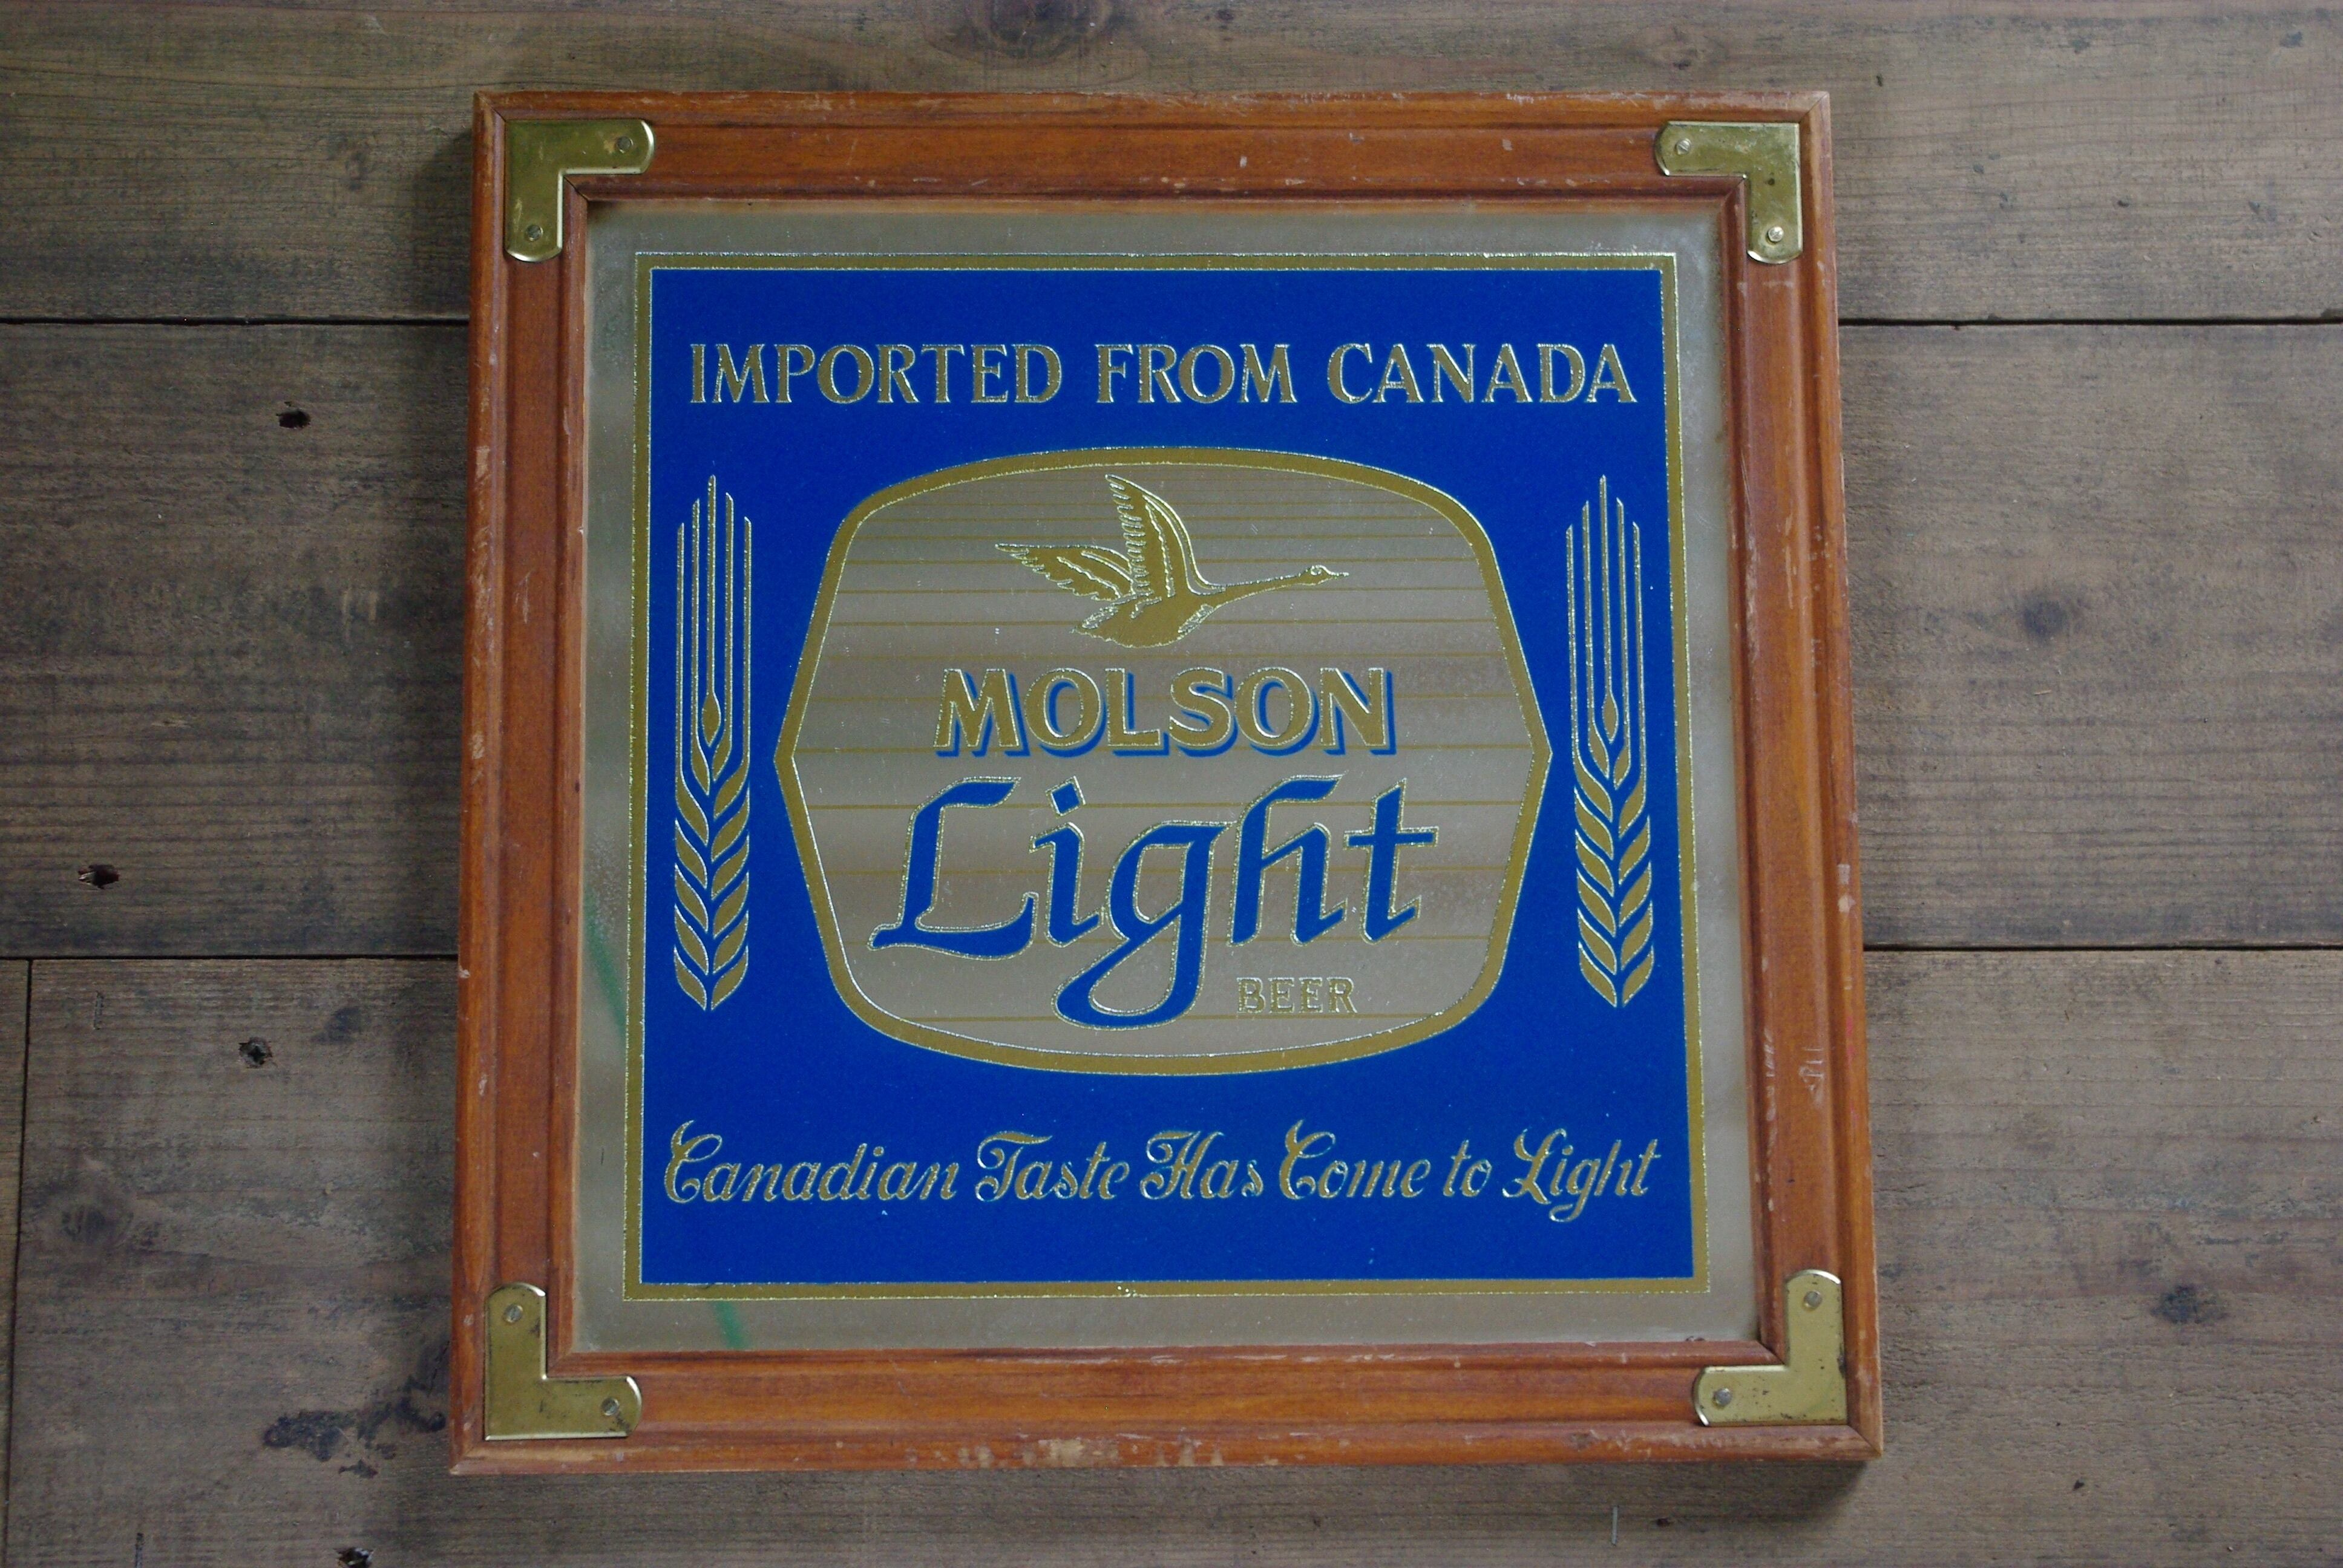 IMPORTED FROM CANADA
MOLSON
Light
BEER
Canadian Taste Has Come to Light